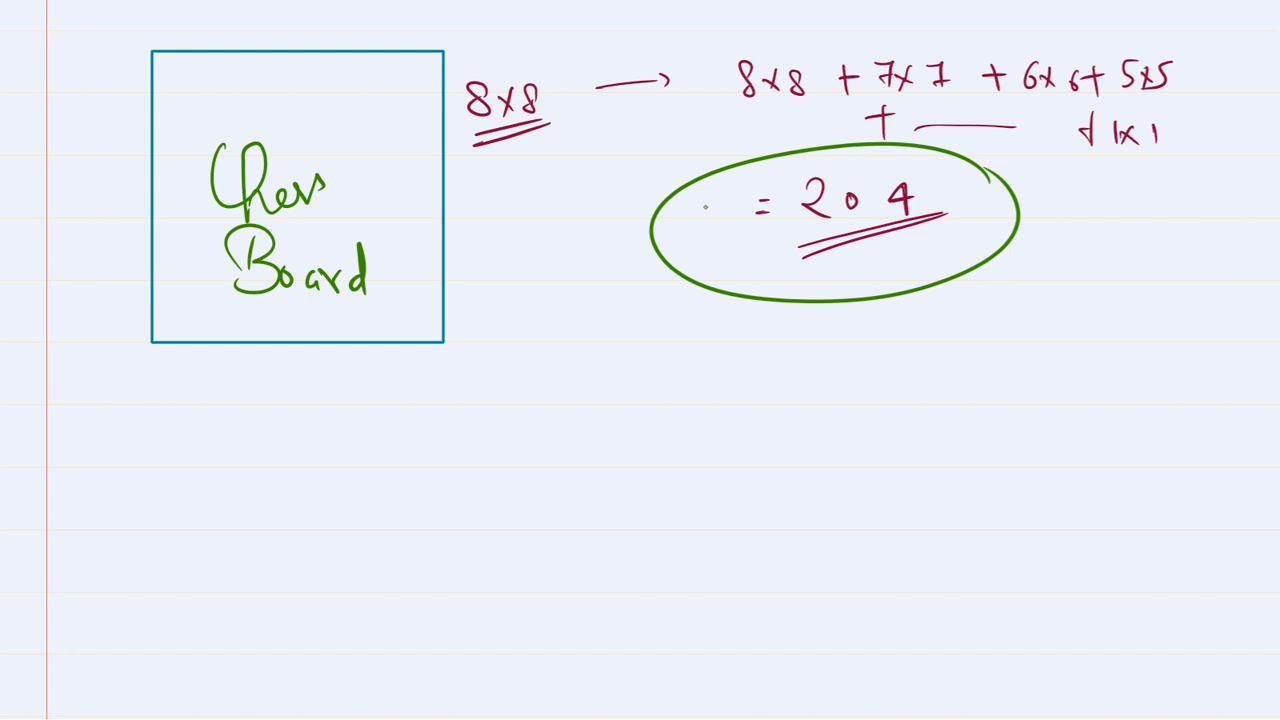 8x8 → 8x8 + 7x7 + 6x6 + 5x5
+ — + 1x1
Chess
Board
= 204